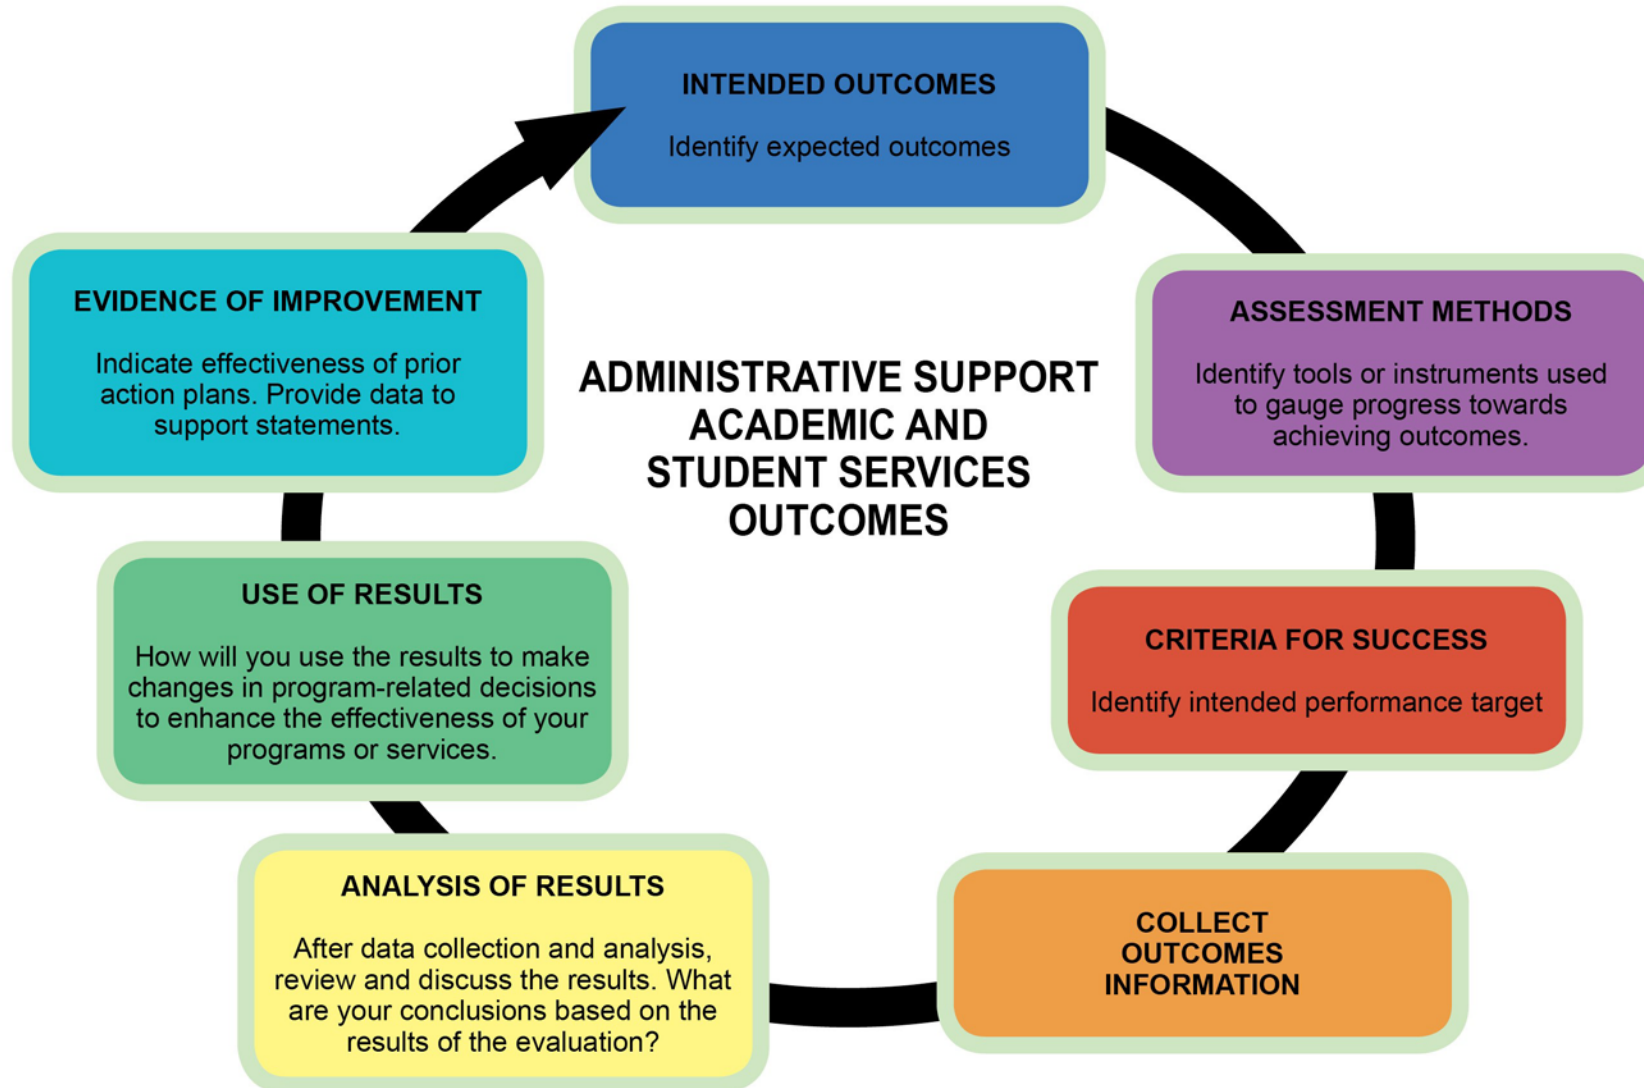 INTENDED OUTCOMES
Identify expected outcomes
ASSESSMENT METHODS
Identify tools or instruments used
to gauge progress towards
achieving outcomes.
CRITERIA FOR SUCCESS
Identify intended performance target
COLLECT
OUTCOMES
INFORMATION
ANALYSIS OF RESULTS
After data collection and analysis,
review and discuss the results. What
are your conclusions based on the
results of the evaluation?
USE OF RESULTS
How will you use the results to make
changes in program-related decisions
to enhance the effectiveness of your
programs or services.
EVIDENCE OF IMPROVEMENT
Indicate effectiveness of prior
action plans. Provide data to
support statements.
ADMINISTRATIVE SUPPORT
ACADEMIC AND
STUDENT SERVICES
OUTCOMES